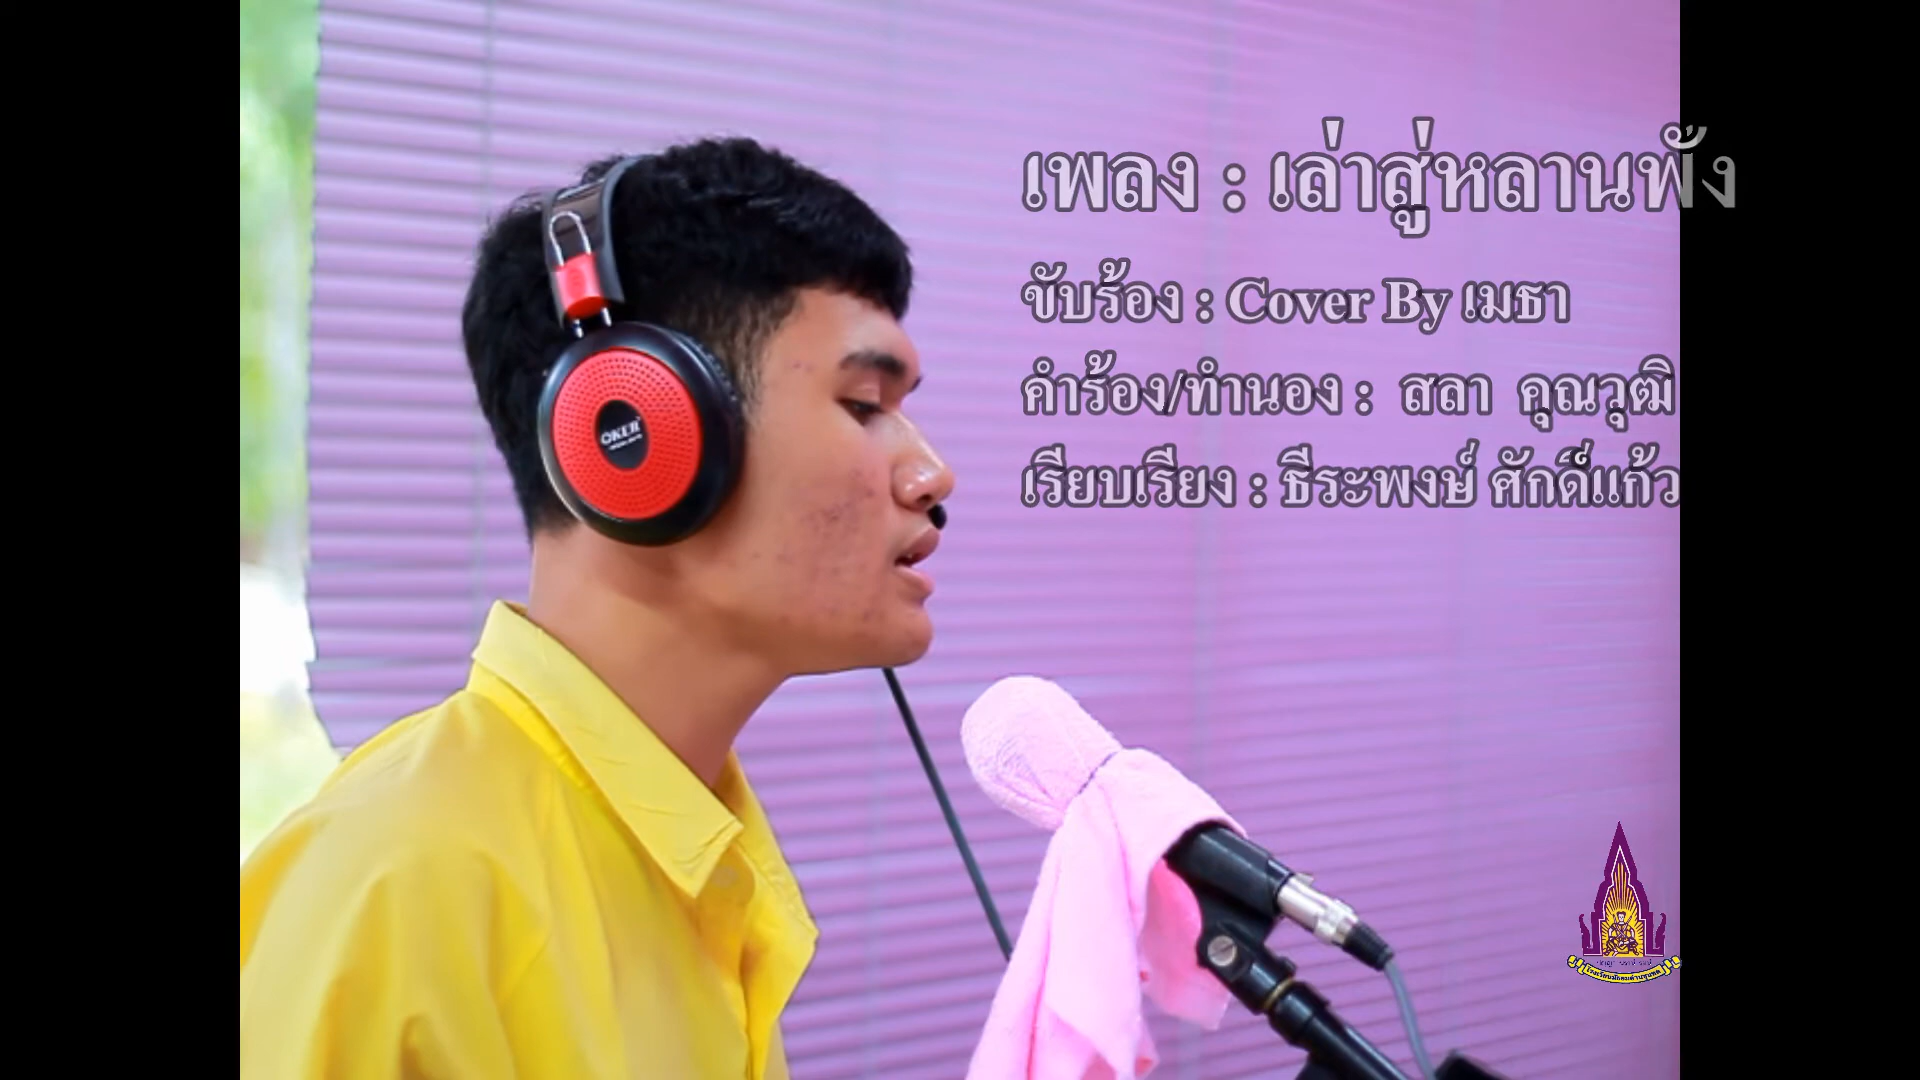 เพลง : เล่าสู่หลานฟัง
ขับร้อง : Cover By เมธา
คำร้อง/ทำนอง : สลา คุณวุฒิ
เรียบเรียง : ธีระพงษ์ ศักดิ์แก้ว
OKER